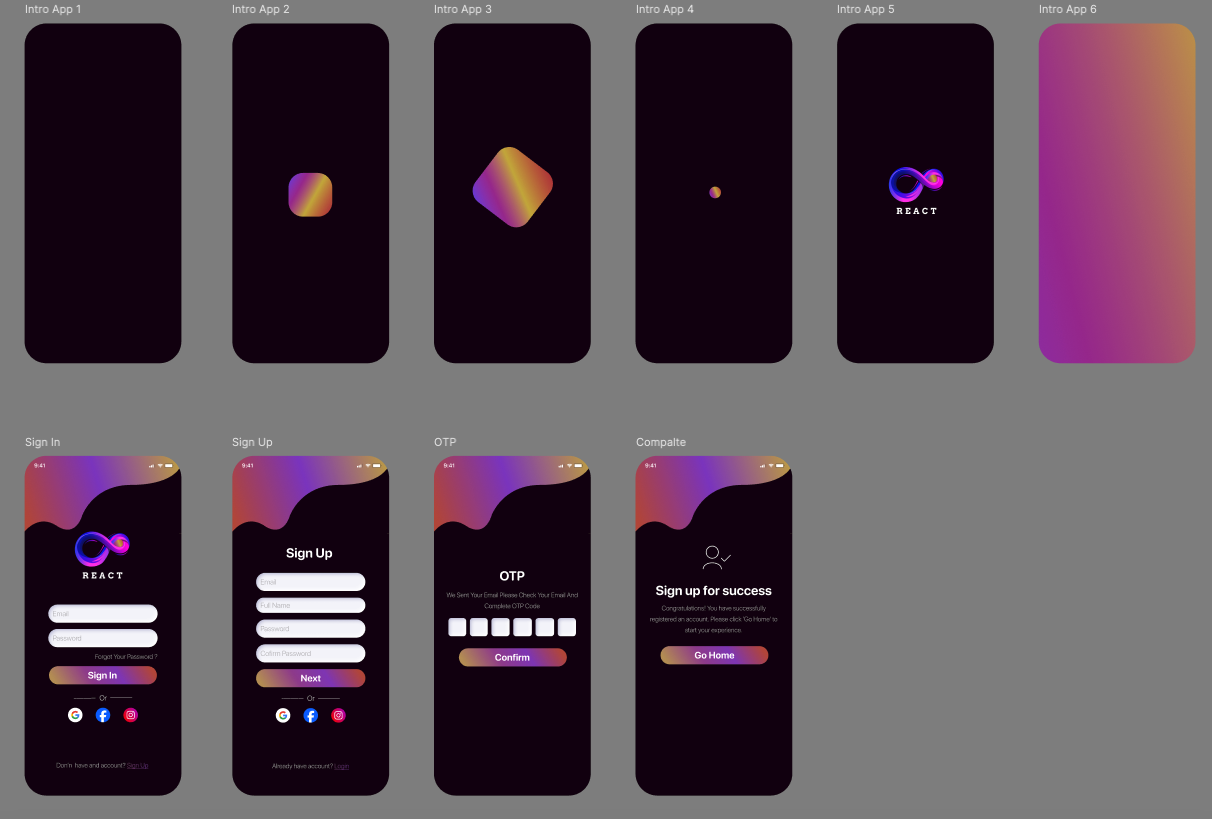 Intro App 1
Intro App 2
Intro App 3
Intro App 4
Intro App 5
Intro App 6
REACT
Sign In
9:41
REACT
Email
Password
Forgot Your Password ?
Sign In
Or
Don'n have and account? Sign Up
Sign Up
9:41
Sign Up
Email
Full Name
Password
Cofirm Password
Next
Or
Already have account? Login
OTP
9:41
OTP
We Sent Your Email Please Check Your Email And
Complete OTP Code
Confirm
Compalte
9:41
Sign up for success
Congratulations! You have successfully
registered an account. Please click 'Go Home' to
start your experience.
Go Home